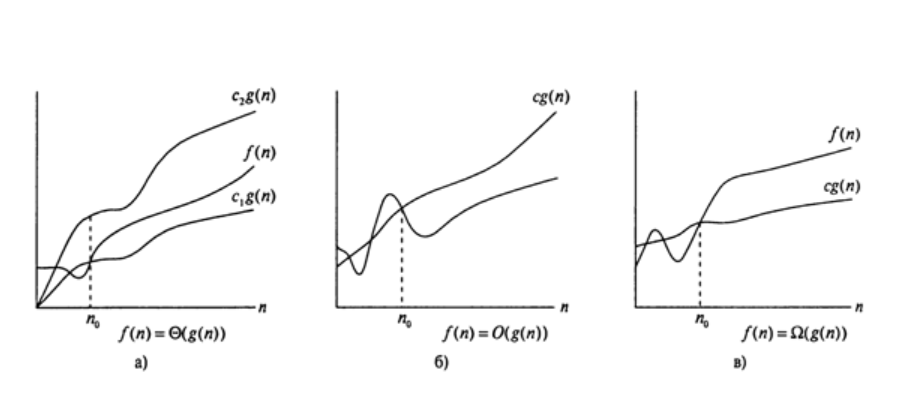 c₂g(n)
f(n)
c₁g(n)
n
n₀
f(n) = Θ(g(n))
а)
cg(n)
n
n₀
f(n) = O(g(n))
б)
f(n)
cg(n)
n
n₀
f(n) = Ω(g(n))
в)